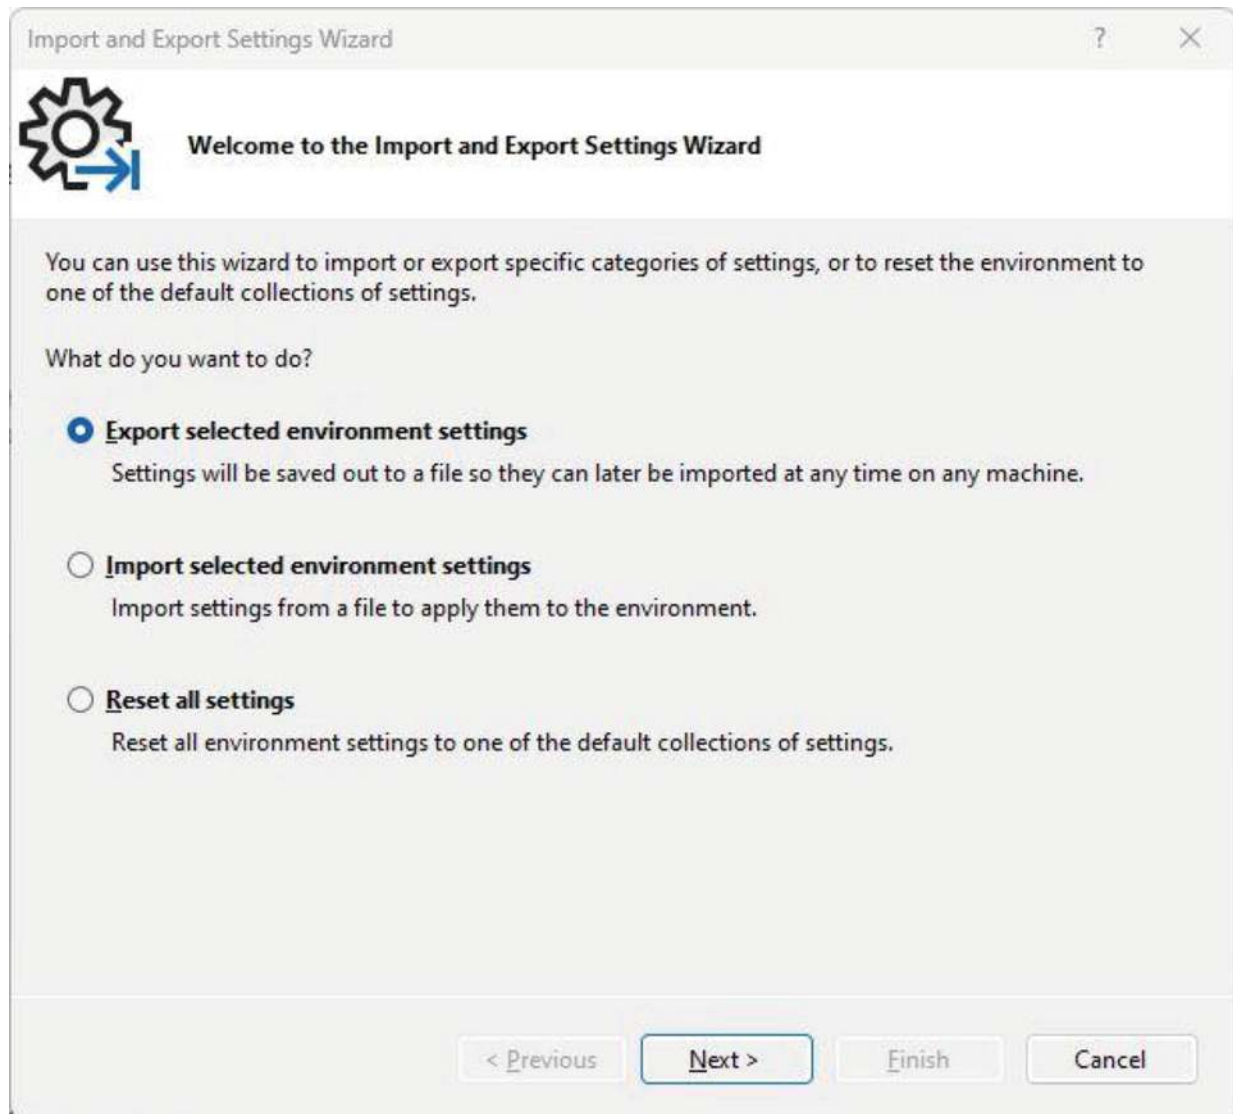 Import and Export Settings Wizard ?
Welcome to the Import and Export Settings Wizard
You can use this wizard to import or export specific categories of settings, or to reset the environment to
one of the default collections of settings.
What do you want to do?
Export selected environment settings
Settings will be saved out to a file so they can later be imported at any time on any machine.
Import selected environment settings
Import settings from a file to apply them to the environment.
Reset all settings
Reset all environment settings to one of the default collections of settings.
< Previous Next > Finish Cancel